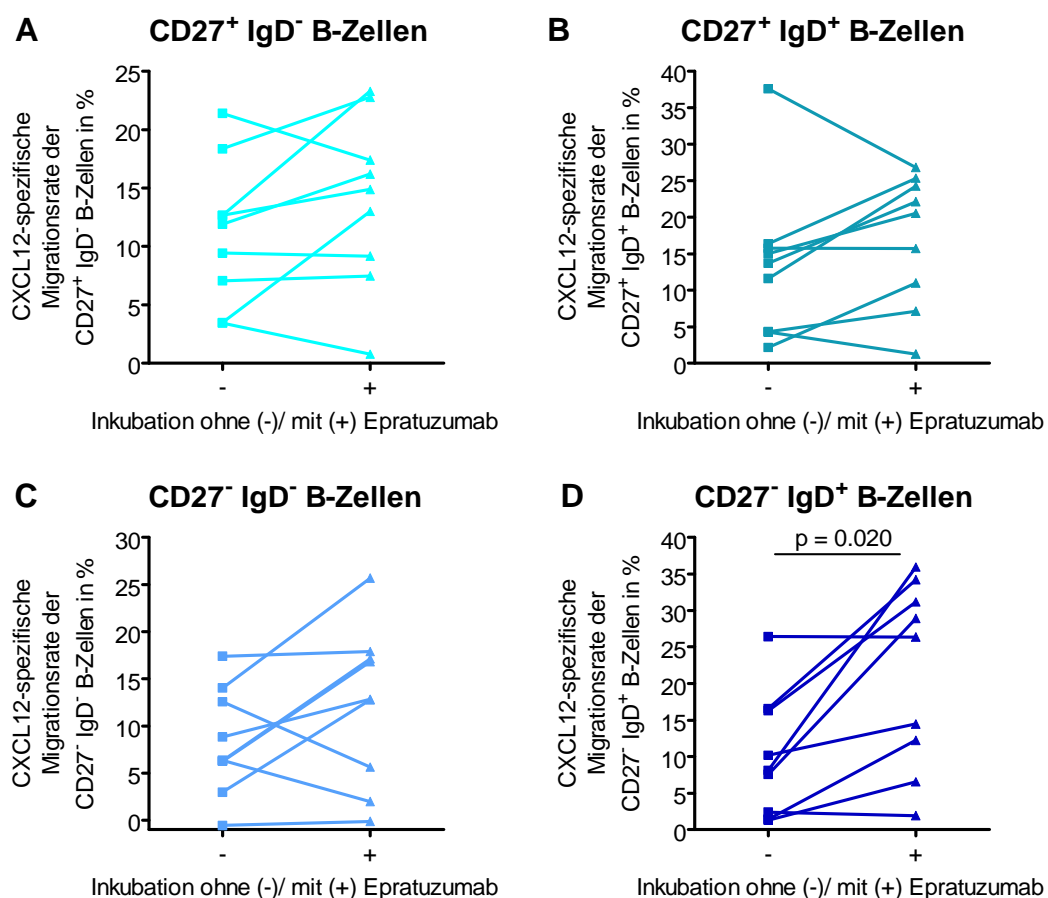 A
CD27⁺ IgD⁻ B-Zellen
CXCL12-spezifische
Migrationsrate der
CD27⁺ IgD⁻ B-Zellen in %
25
20
15
10
5
0
-
+
Inkubation ohne (-)/ mit (+) Epratuzumab
B
CD27⁺ IgD⁺ B-Zellen
CXCL12-spezifische
Migrationsrate der
CD27⁺ IgD⁺ B-Zellen in %
40
35
30
25
20
15
10
5
0
-
+
Inkubation ohne (-)/ mit (+) Epratuzumab
C
CD27⁻ IgD⁻ B-Zellen
CXCL12-spezifische
Migrationsrate der
CD27⁻ IgD⁻ B-Zellen in %
30
25
20
15
10
5
0
-
+
Inkubation ohne (-)/ mit (+) Epratuzumab
D
CD27⁻ IgD⁺ B-Zellen
p = 0.020
CXCL12-spezifische
Migrationsrate der
CD27⁻ IgD⁺ B-Zellen in %
40
35
30
25
20
15
10
5
0
-
+
Inkubation ohne (-)/ mit (+) Epratuzumab